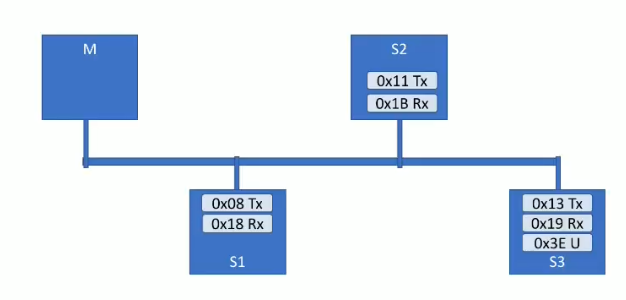 M
S2
0x11 Tx
0x1B Rx
0x08 Tx
0x18 Rx
S1
0x13 Tx
0x19 Rx
0x3E U
S3